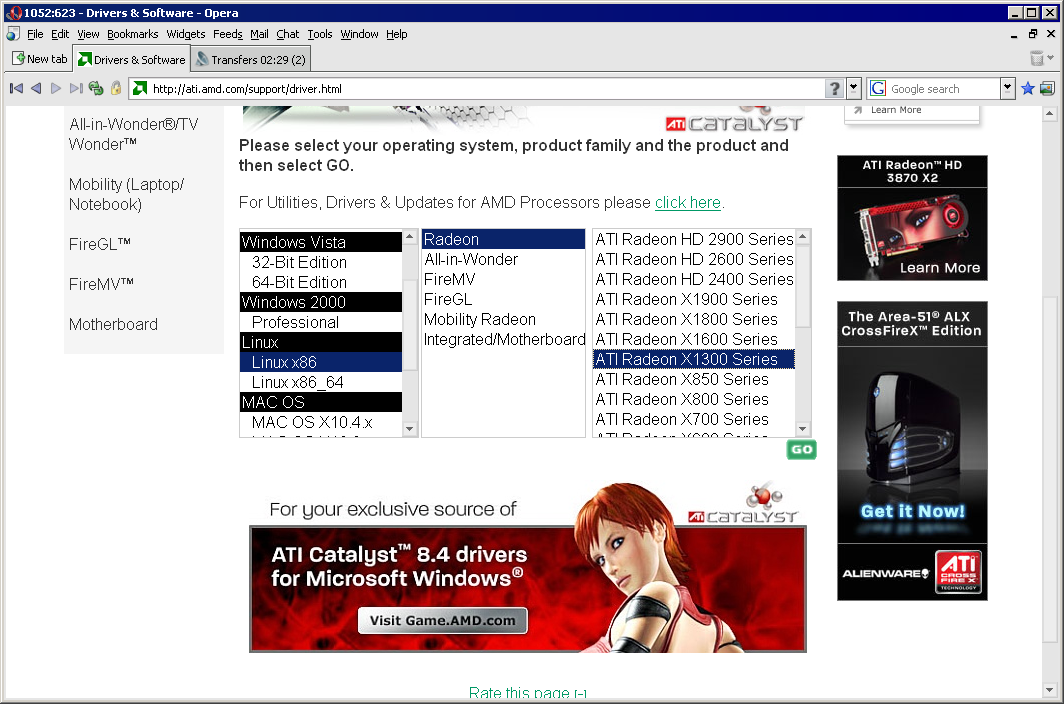 1052:623 - Drivers & Software - Opera
File Edit View Bookmarks Widgets Feeds Mail Chat Tools Window Help
New tab
Drivers & Software
Transfers 02:29 (2)
http://ati.amd.com/support/driver.html
?
G
Google search
All-in-Wonder®/TV
Wonder™
Mobility (Laptop/
Notebook)
FireGL™
FireMV™
Motherboard
ATI CATALYST
Please select your operating system, product family and the product and
then select GO.
For Utilities, Drivers & Updates for AMD Processors please click here.
Windows Vista
32-Bit Edition
64-Bit Edition
Windows 2000
Professional
Linux
Linux x86
Linux x86_64
MAC OS
MAC OS X10.4.x
Radeon
All-in-Wonder
FireMV
FireGL
Mobility Radeon
Integrated/Motherboard
ATI Radeon HD 2900 Series
ATI Radeon HD 2600 Series
ATI Radeon HD 2400 Series
ATI Radeon X1900 Series
ATI Radeon X1800 Series
ATI Radeon X1600 Series
ATI Radeon X1300 Series
ATI Radeon X850 Series
ATI Radeon X800 Series
ATI Radeon X700 Series
GO
For your exclusive source of
ATI CATALYST
ATI Catalyst™ 8.4 drivers
for Microsoft Windows®
Visit Game.AMD.com
Rate this page [-]
Learn More
ATI Radeon™ HD
3870 X2
Learn More
The Area-51® ALX
CrossFireX™ Edition
Get it Now!
ALIENWARE
ATI
CROSS
FIRE X
TECHNOLOGY